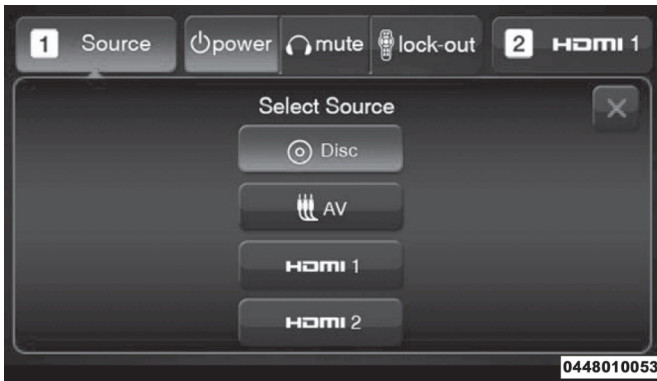 1 Source power mute lock-out 2 HDMI 1
Select Source
Disc
AV
HDMI 1
HDMI 2
0448010053